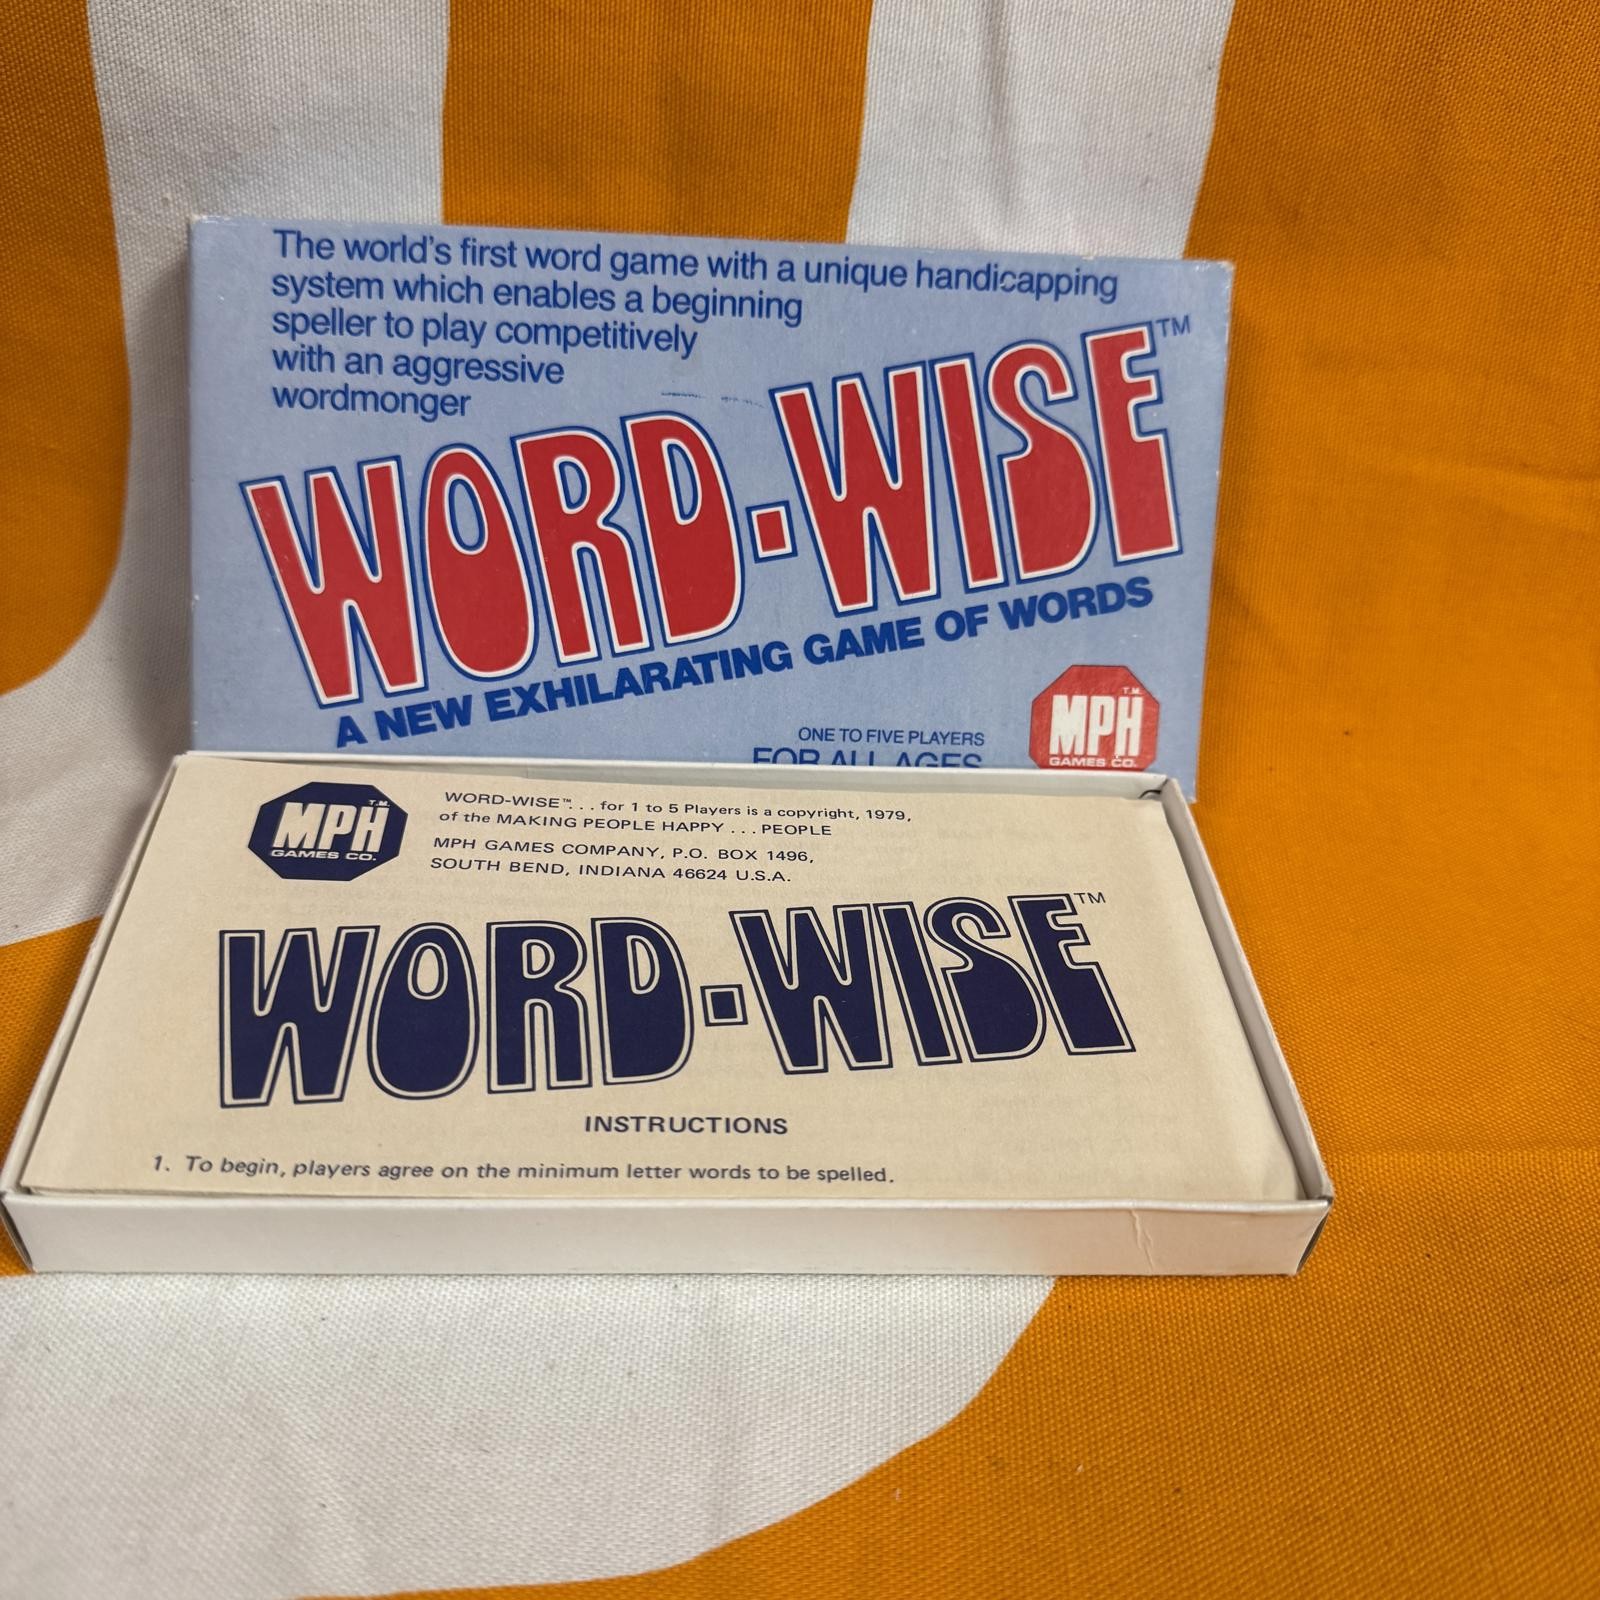 The world's first word game with a unique handicapping
system which enables a beginning
speller to play competitively
with an aggressive
wordmonger
WORD-WISE™
A NEW EXHILARATING GAME OF WORDS
ONE TO FIVE PLAYERS
FOR ALL AGES
T.M.
MPH
GAMES CO.
T.M.
MPH
GAMES CO.
WORD-WISE™... for 1 to 5 Players is a copyright, 1979,
of the MAKING PEOPLE HAPPY ... PEOPLE
MPH GAMES COMPANY, P.O. BOX 1496,
SOUTH BEND, INDIANA 46624 U.S.A.
WORD-WISE™
INSTRUCTIONS
1. To begin, players agree on the minimum letter words to be spelled.